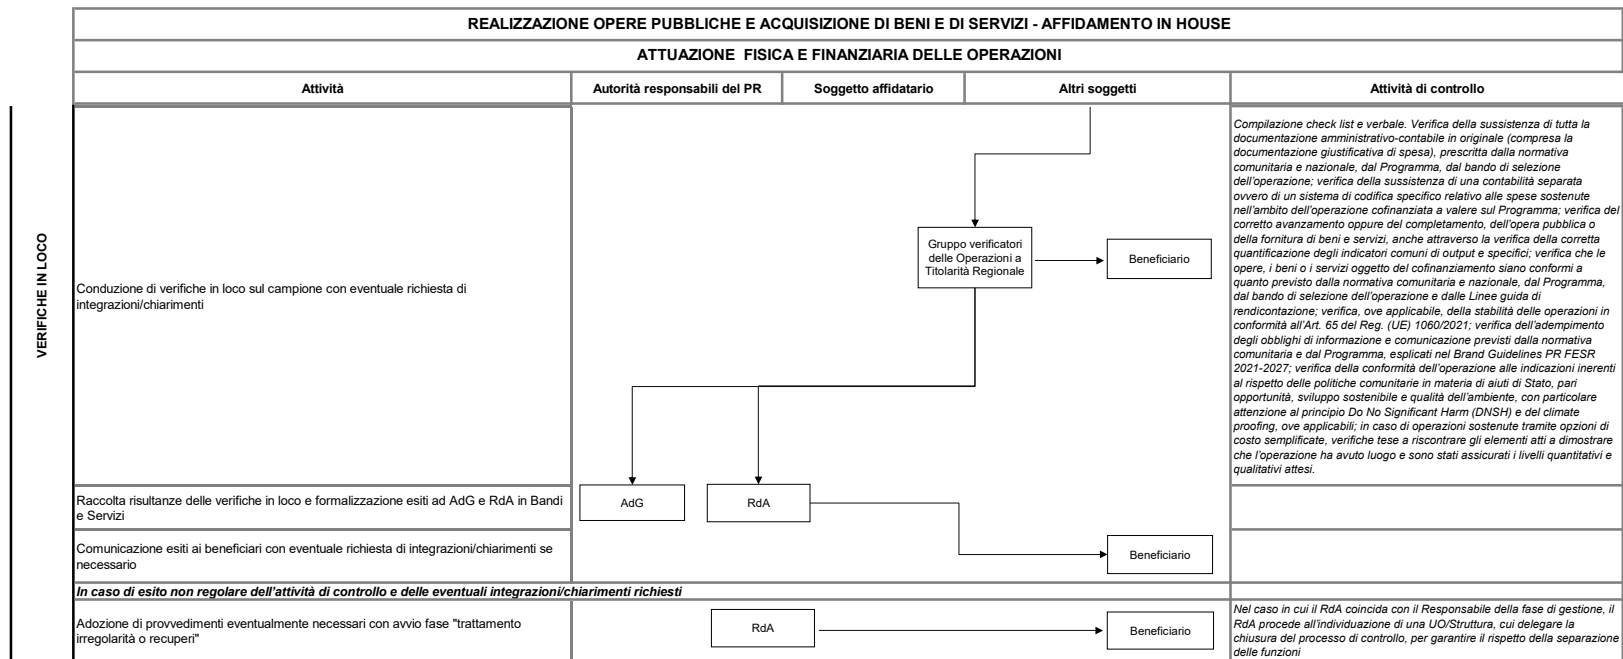 REALIZZAZIONE OPERE PUBBLICHE E ACQUISIZIONE DI BENI E DI SERVIZI - AFFIDAMENTO IN HOUSE
ATTUAZIONE FISICA E FINANZIARIA DELLE OPERAZIONI
Attività
Autorità responsabili del PR
Soggetto affidatario
Altri soggetti
Attività di controllo
VERIFICHE IN LOCO
Conduzione di verifiche in loco sul campione con eventuale richiesta di
integrazioni/chiarimenti
Gruppo verificatori
delle Operazioni a
Titolarità Regionale
Beneficiario
Compilazione check list e verbale. Verifica della sussistenza di tutta la
documentazione amministrativo-contabile in originale (compresa la
documentazione giustificativa di spesa), prescritta dalla normativa
comunitaria e nazionale, dal Programma, dal bando di selezione
dell'operazione; verifica della sussistenza di una contabilità separata
ovvero di un sistema di codifica specifico relativo alle spese sostenute
nell'ambito dell'operazione cofinanziata a valere sul Programma; verifica del
corretto avanzamento oppure del completamento, dell'opera pubblica o
della fornitura di beni e servizi, anche attraverso la verifica della corretta
quantificazione degli indicatori comuni di output e specifici; verifica che le
opere, i beni o i servizi oggetto del cofinanziamento siano conformi a
quanto previsto dalla normativa comunitaria e nazionale, dal Programma,
dal bando di selezione dell'operazione e dalle Linee guida di
rendicontazione; verifica, ove applicabile, della stabilità delle operazioni in
conformità all'Art. 65 del Reg. (UE) 1060/2021; verifica dell'adempimento
degli obblighi di informazione e comunicazione previsti dalla normativa
comunitaria e dal Programma, esplicati nel Brand Guidelines PR FESR
2021-2027; verifica della conformità dell'operazione alle indicazioni inerenti
al rispetto delle politiche comunitarie in materia di aiuti di Stato, pari
opportunità, sviluppo sostenibile e qualità dell'ambiente, con particolare
attenzione al principio Do No Significant Harm (DNSH) e del climate
proofing, ove applicabili; in caso di operazioni sostenute tramite opzioni di
costo semplificate, verifiche tese a riscontrare gli elementi atti a dimostrare
che l'operazione ha avuto luogo e sono stati assicurati i livelli quantitativi e
qualitativi attesi.
Raccolta risultanze delle verifiche in loco e formalizzazione esiti ad AdG e RdA in Bandi
e Servizi
AdG
RdA
Comunicazione esiti ai beneficiari con eventuale richiesta di integrazioni/chiarimenti se
necessario
Beneficiario
In caso di esito non regolare dell'attività di controllo e delle eventuali integrazioni/chiarimenti richiesti
Adozione di provvedimenti eventualmente necessari con avvio fase "trattamento
irregolarità o recuperi"
RdA
Beneficiario
Nel caso in cui il RdA coincida con il Responsabile della fase di gestione, il
RdA procede all'individuazione di una UO/Struttura, cui delegare la
chiusura del processo di controllo, per garantire il rispetto della separazione
delle funzioni